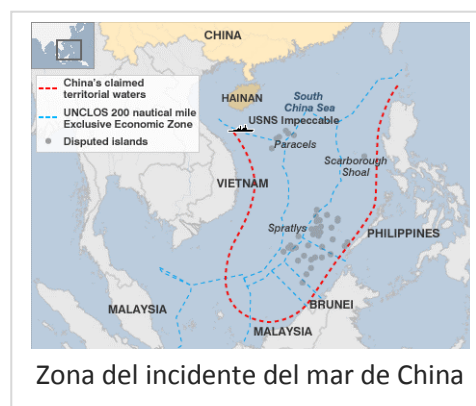 CHINA
China's claimed
territorial waters
UNCLOS 200 nautical mile
Exclusive Economic Zone
Disputed islands
HAINAN
South
China Sea
USNS Impeccable
Paracels
Scarborough
Shoal
VIETNAM
Spratlys
PHILIPPINES
BRUNEI
MALAYSIA
MALAYSIA
Zona del incidente del mar de China